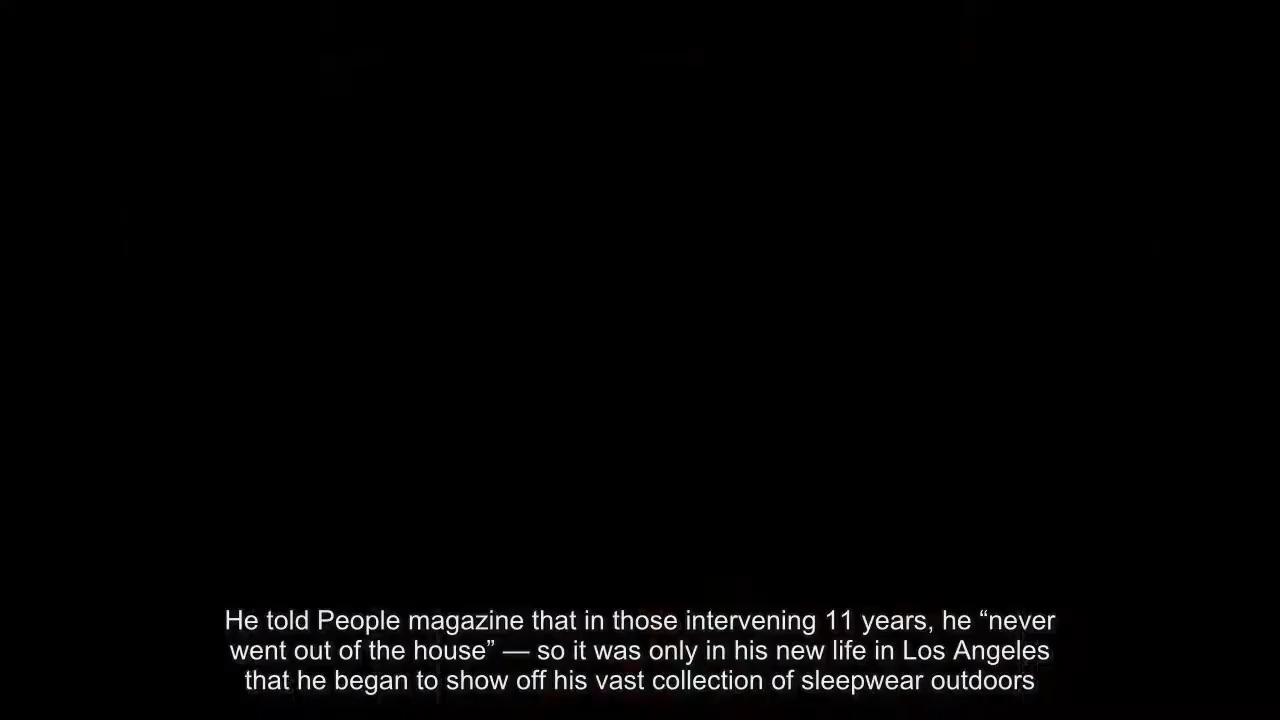 He told People magazine that in those intervening 11 years, he “never
went out of the house” — so it was only in his new life in Los Angeles
that he began to show off his vast collection of sleepwear outdoors